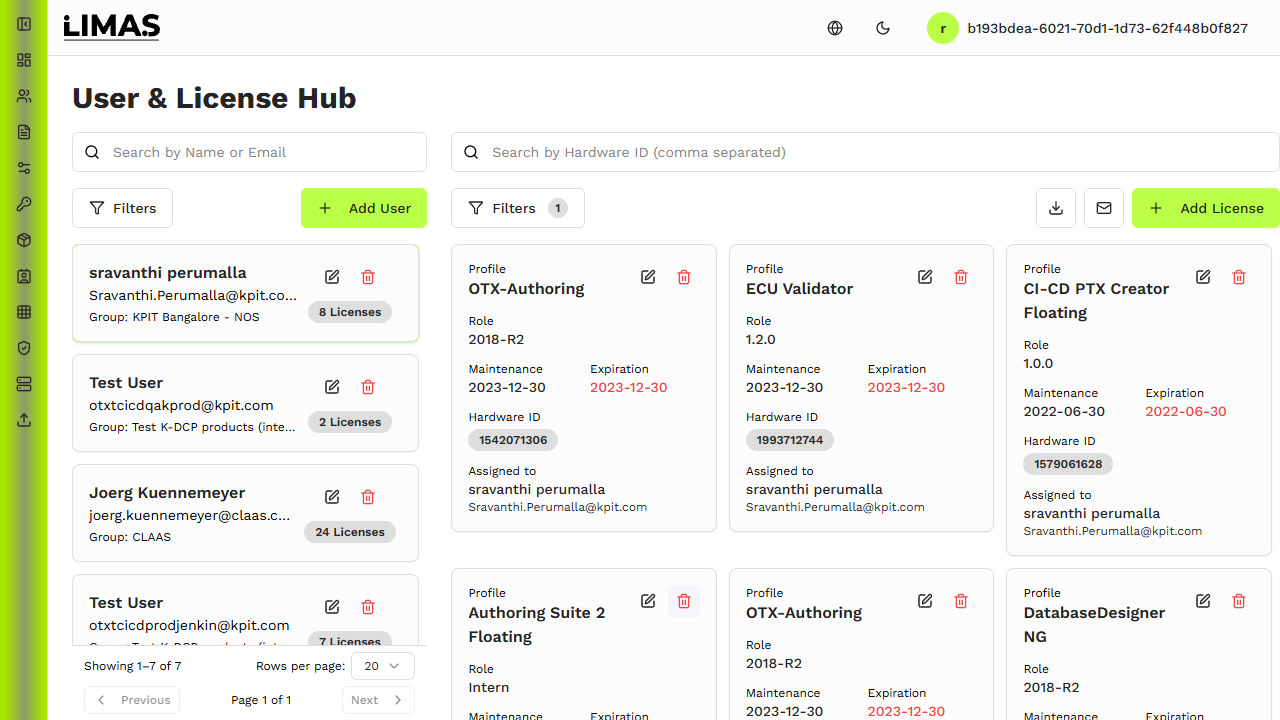 LIMAS
r
b193bdea-6021-70d1-1d73-62f448b0f827
User & License Hub
Search by Name or Email
Search by Hardware ID (comma separated)
Filters
Add User
Filters
1
Add License
sravanthi perumalla
Sravanthi.Perumalla@kpit.co...
Group: KPIT Bangalore - NOS
8 Licenses
Test User
otxtcicdqakprod@kpit.com
Group: Test K-DCP products (inte...
2 Licenses
Joerg Kuennemeyer
joerg.kuennemeyer@claas.c...
Group: CLAAS
24 Licenses
Test User
otxtcicdprodjenkin@kpit.com
7 Licenses
Showing 1–7 of 7
Rows per page:
20
Previous
Page 1 of 1
Next
Profile
OTX-Authoring
Role
2018-R2
Maintenance
Expiration
2023-12-30
2023-12-30
Hardware ID
1542071306
Assigned to
sravanthi perumalla
Sravanthi.Perumalla@kpit.com
Profile
ECU Validator
Role
1.2.0
Maintenance
Expiration
2023-12-30
2023-12-30
Hardware ID
1993712744
Assigned to
sravanthi perumalla
Sravanthi.Perumalla@kpit.com
Profile
CI-CD PTX Creator
Floating
Role
1.0.0
Maintenance
Expiration
2022-06-30
2022-06-30
Hardware ID
1579061628
Assigned to
sravanthi perumalla
Sravanthi.Perumalla@kpit.com
Profile
Authoring Suite 2
Floating
Role
Intern
Maintenance
Expiration
Profile
OTX-Authoring
Role
2018-R2
Maintenance
Expiration
2023-12-30
2023-12-30
Profile
DatabaseDesigner
NG
Role
2018-R2
Maintenance
Expiration